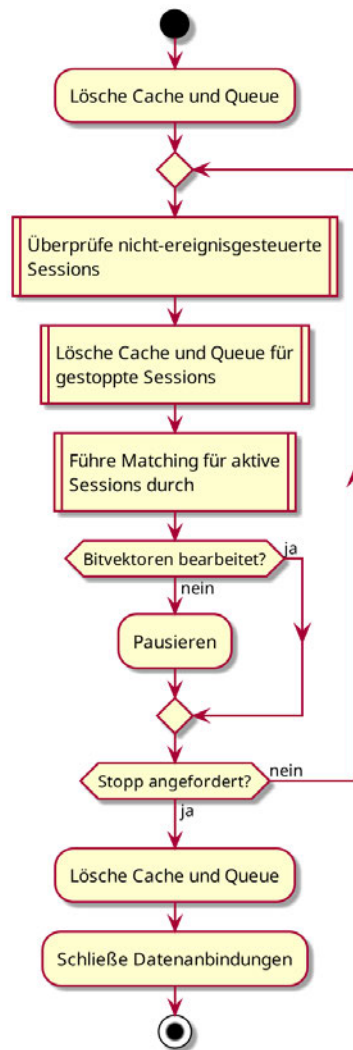 Lösche Cache und Queue
Überprüfe nicht-ereignisgesteuerte
Sessions
Lösche Cache und Queue für
gestoppte Sessions
Führe Matching für aktive
Sessions durch
Bitvektoren bearbeitet?
ja
nein
Pausieren
Stopp angefordert?
nein
ja
Lösche Cache und Queue
Schließe Datenanbindungen